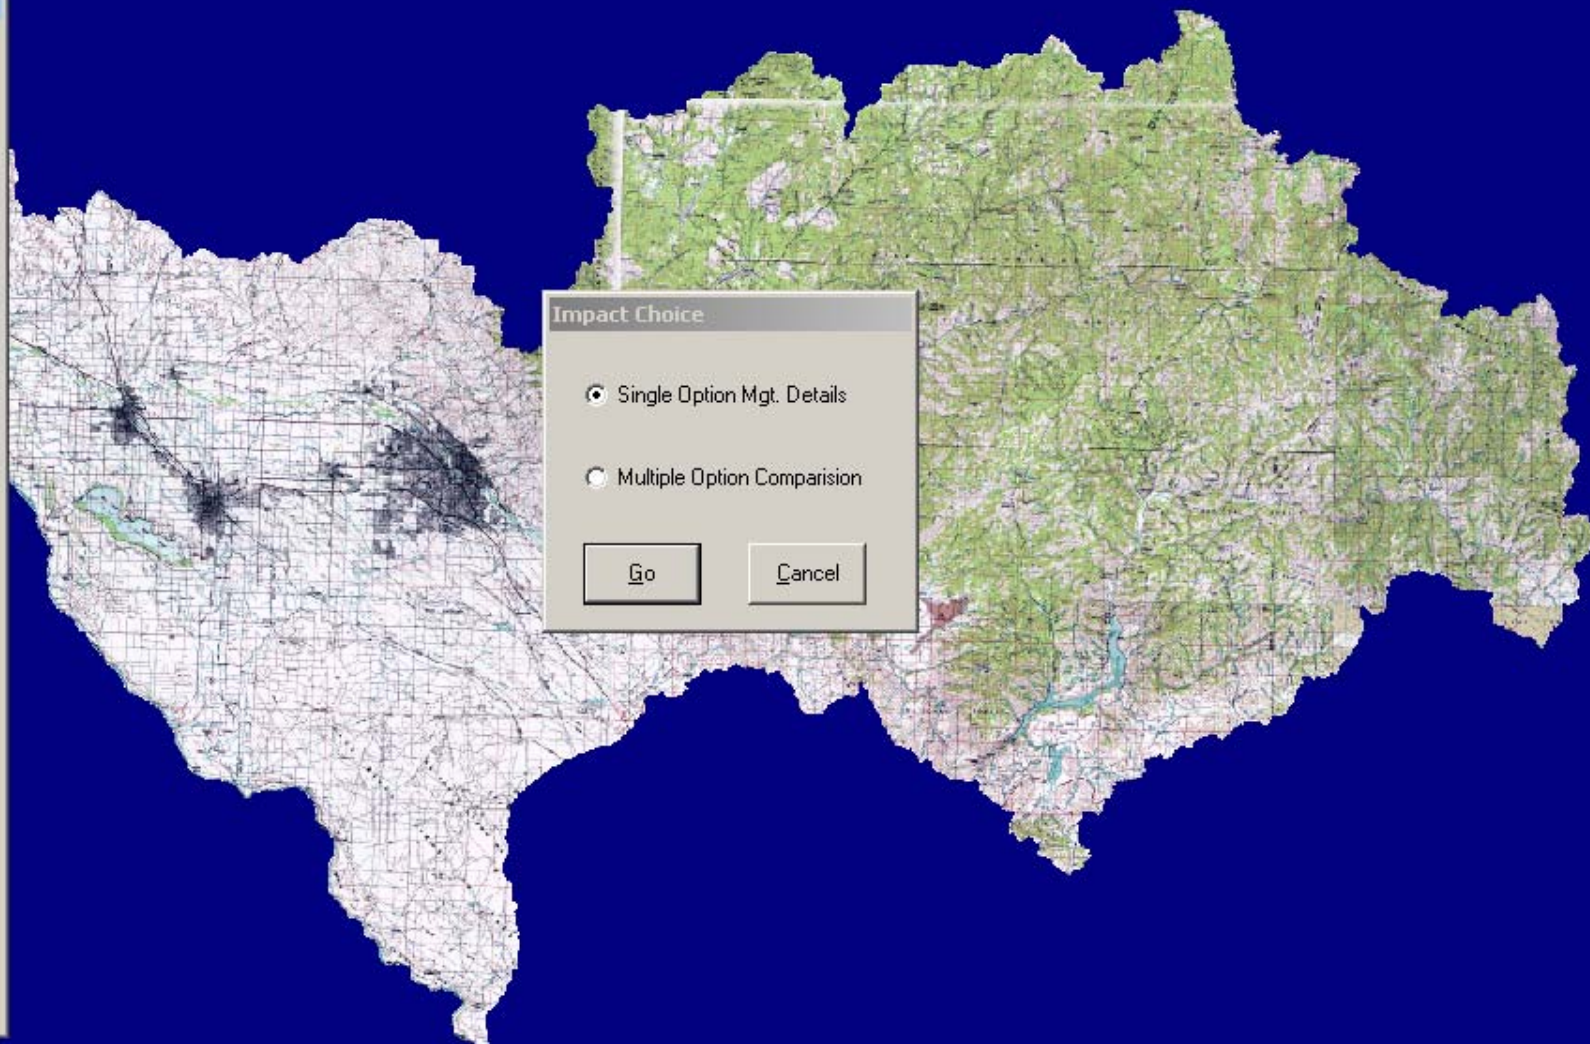 Impact Choice
Single Option Mgt. Details
Multiple Option Comparision
Go
Cancel